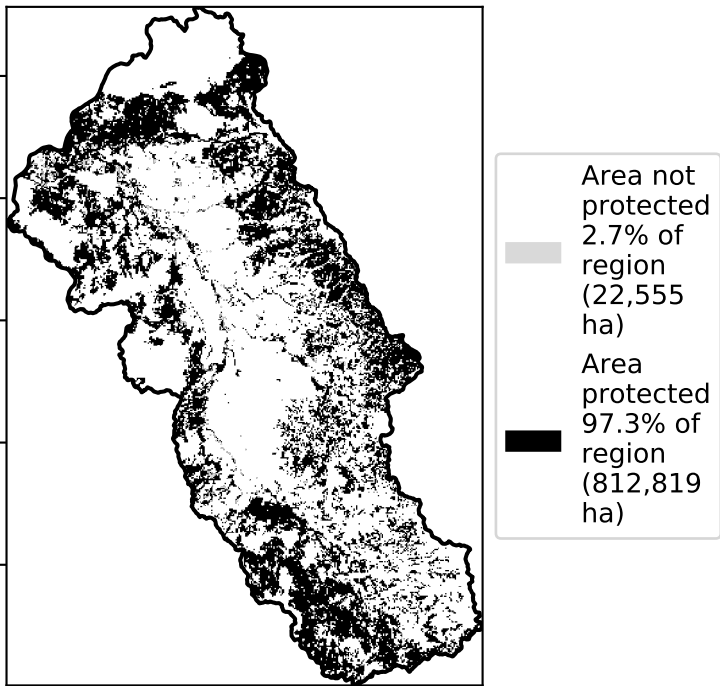 Area not
protected
2.7% of
region
(22,555
ha)
Area
protected
97.3% of
region
(812,819
ha)